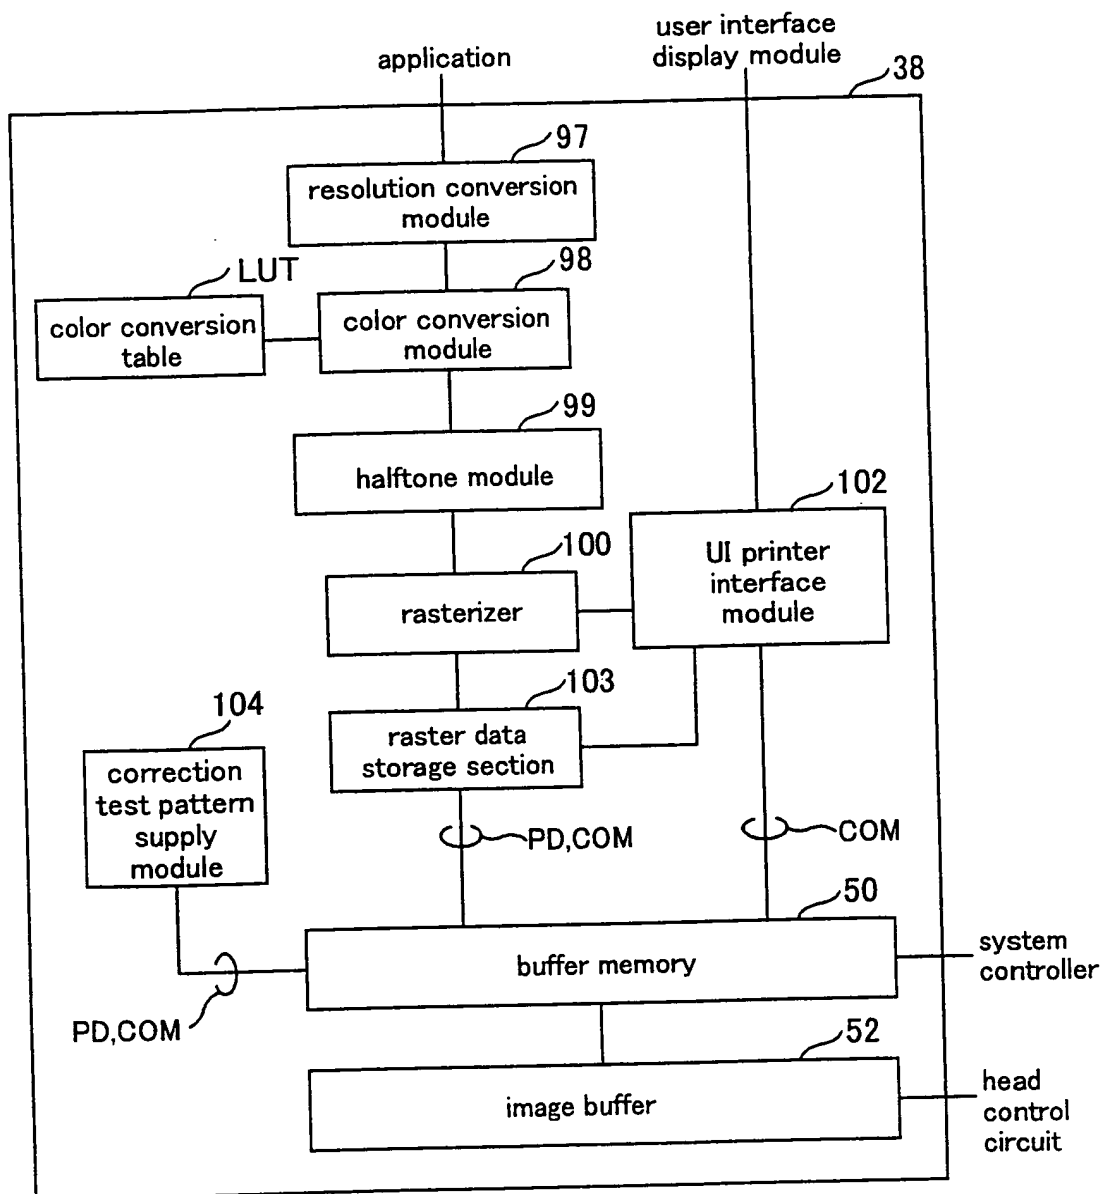 user interface
display module
application
38
97
resolution conversion
module
LUT
98
color conversion
table
color conversion
module
99
halftone module
102
100
UI printer
interface
module
rasterizer
103
104
raster data
storage section
correction
test pattern
supply
module
PD,COM
COM
50
buffer memory
system
controller
PD,COM
52
image buffer
head
control
circuit